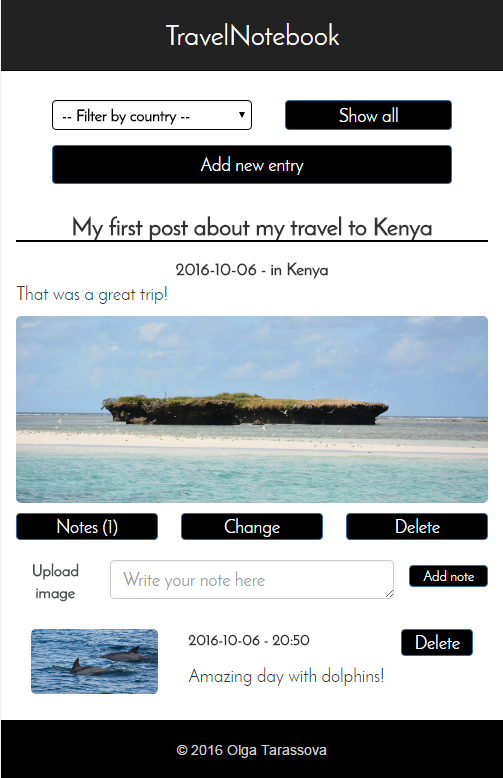 TravelNotebook
-- Filter by country --
Show all
Add new entry
My first post about my travel to Kenya
2016-10-06 - in Kenya
That was a great trip!
Notes (1)
Change
Delete
Upload
image
Write your note here
Add note
2016-10-06 - 20:50
Delete
Amazing day with dolphins!
© 2016 Olga Tarassova